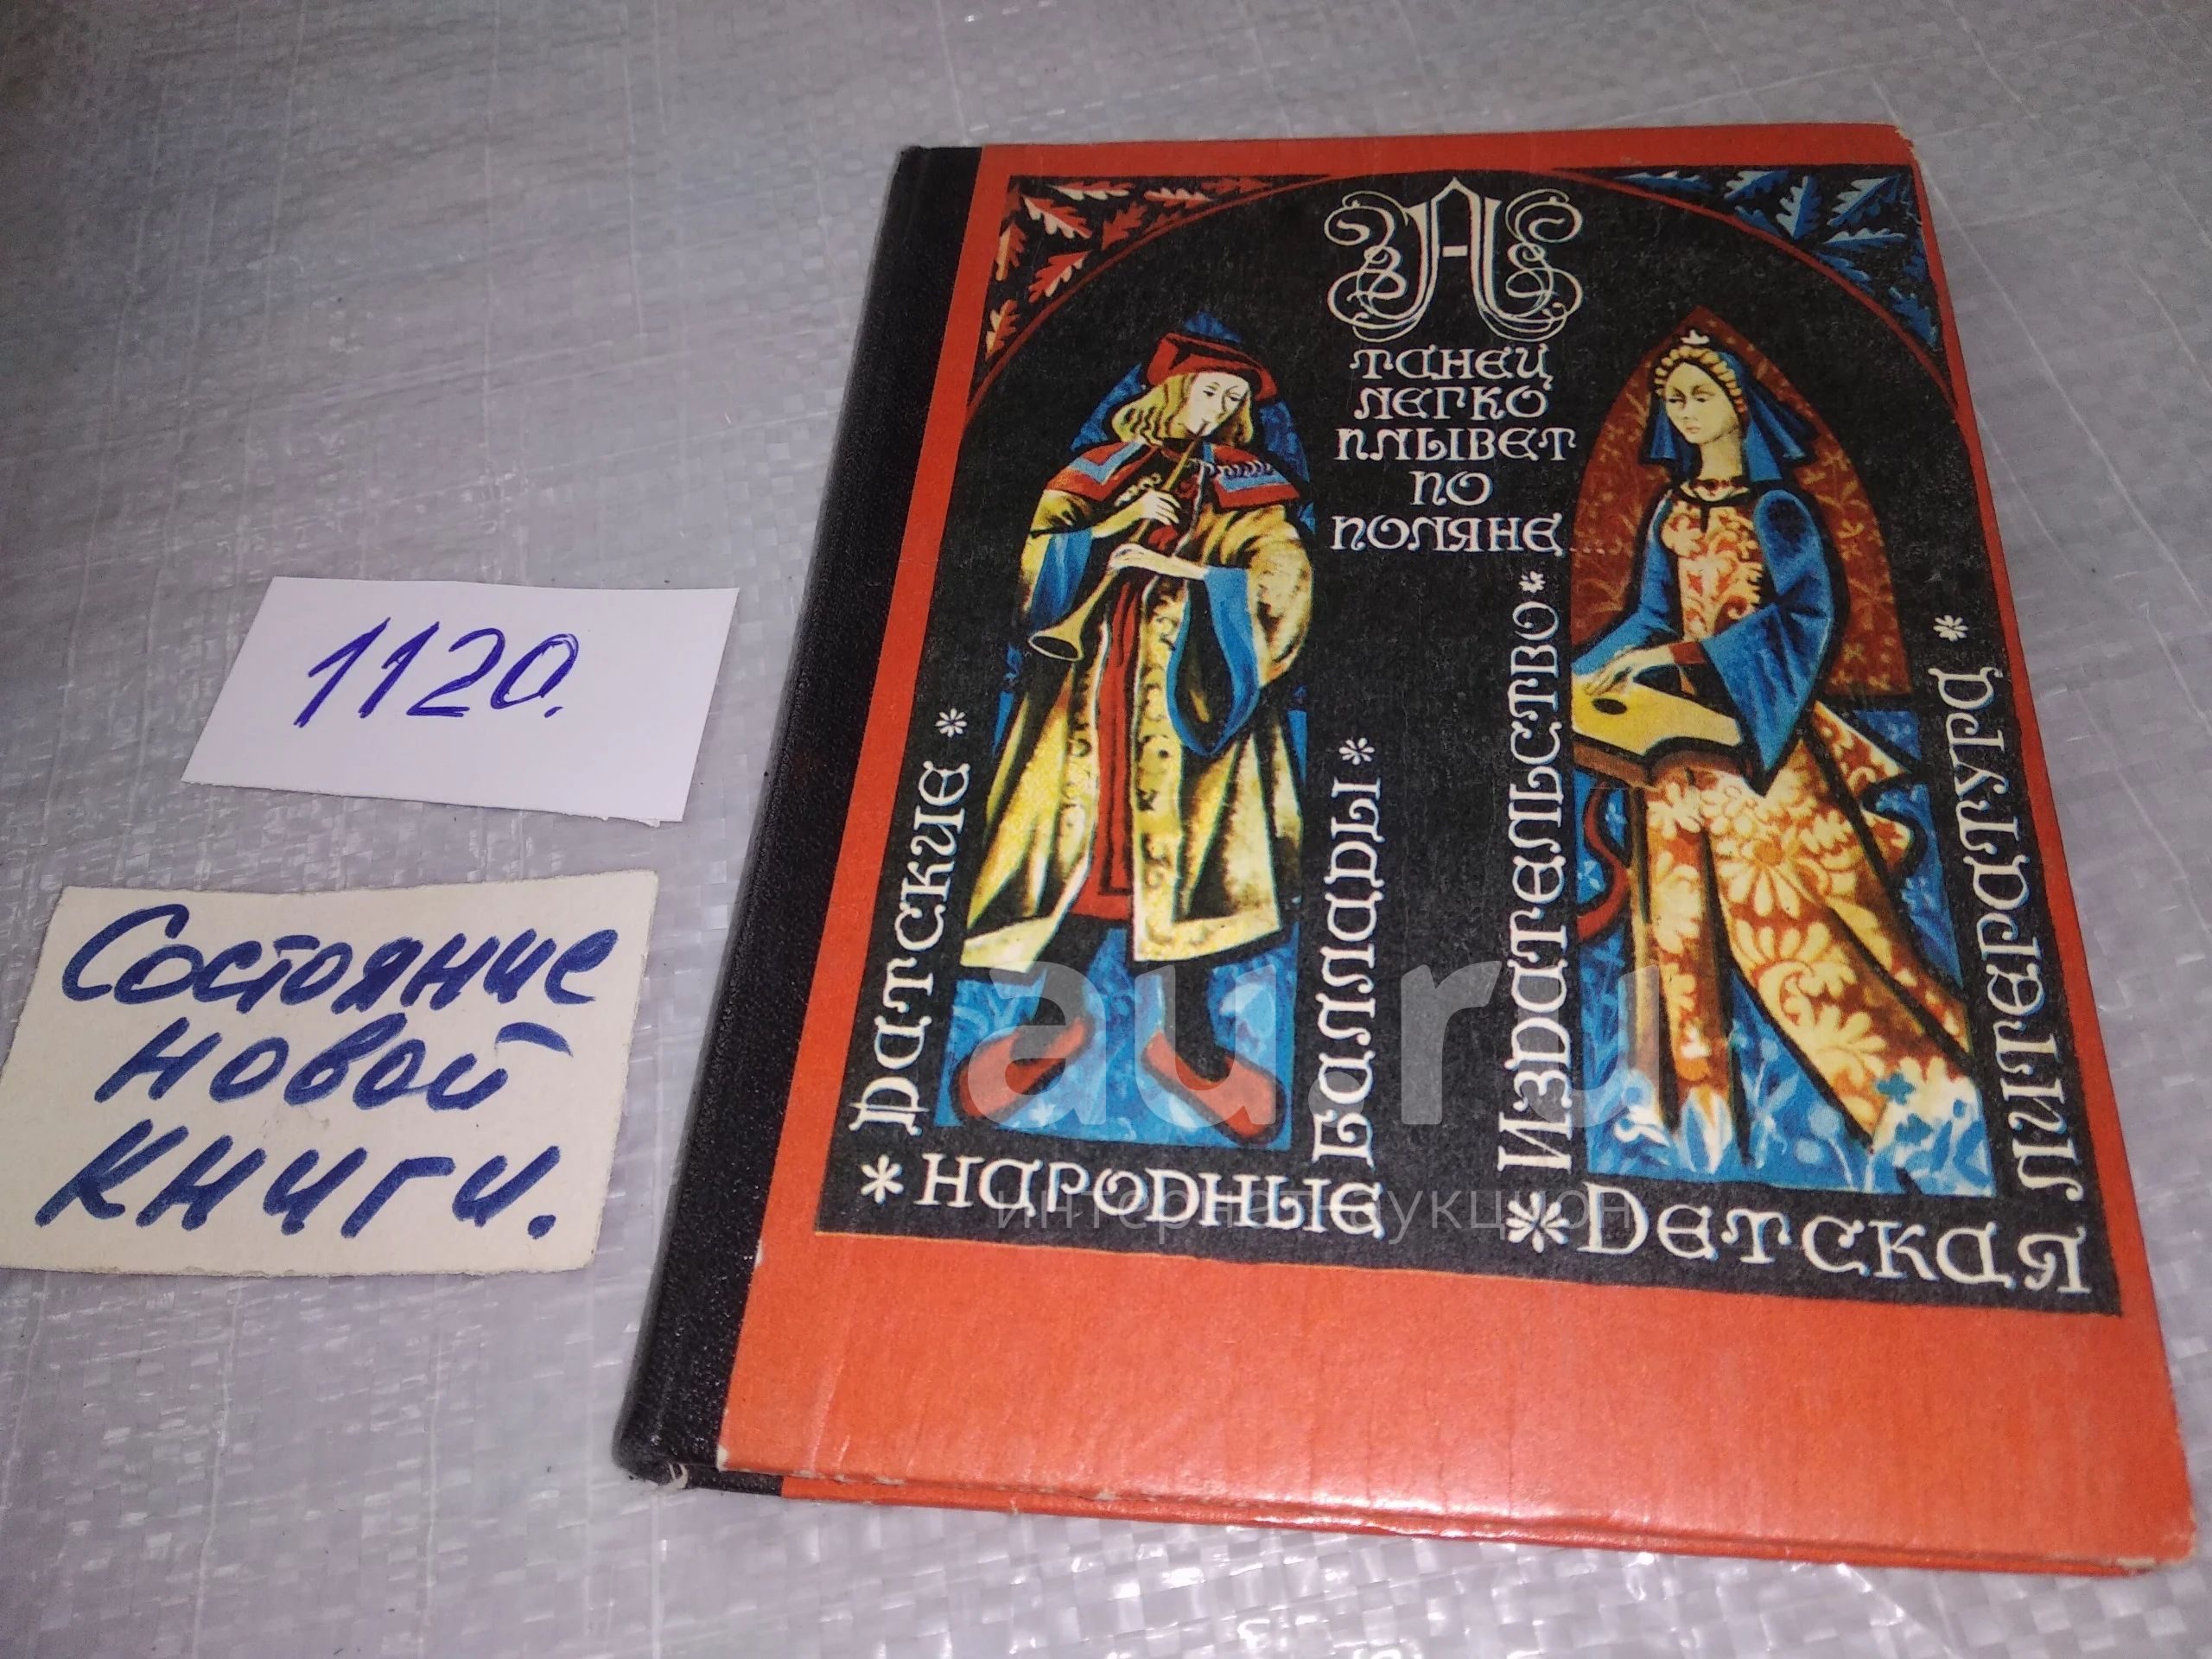 А
ТАНЕЦ
ЛЕГКО
ПЛЫВЕТ
ПО
ПОЛЯНЕ...
ДАТСКИЕ *
* НАРОДНЫЕ
БАЛЛАДЫ *
ИЗДАТЕЛЬСТВО *
* ДЕТСКАЯ
ЛИТЕРАТУРА *
1120.
Состояние
новой
книги.
au.ru
интернет-аукцион